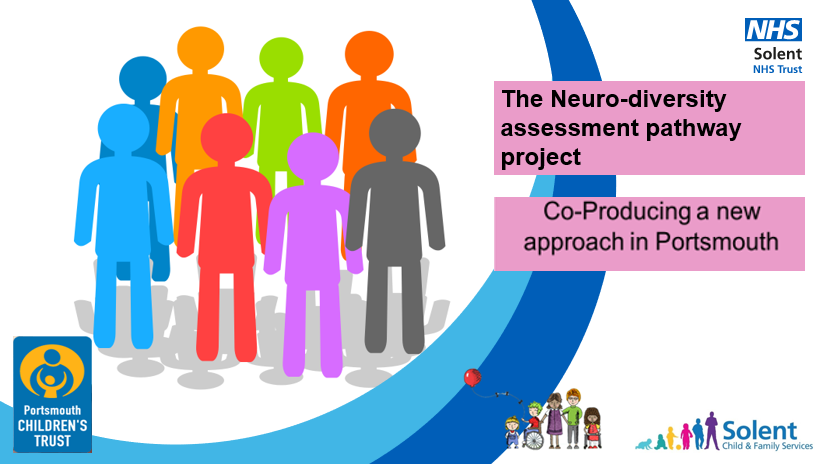 NHS
Solent
NHS Trust
The Neuro-diversity
assessment pathway
project
Co-Producing a new
approach in Portsmouth
Portsmouth
CHILDREN'S
TRUST
Solent
Child & Family Services